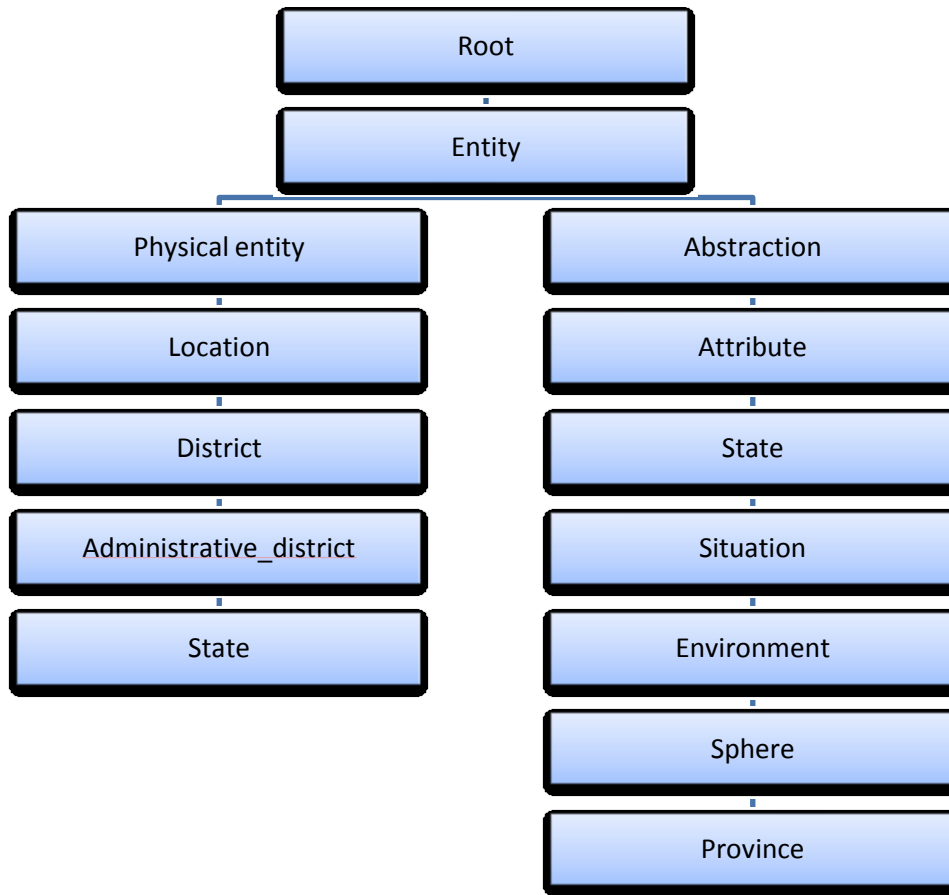 Root
Entity
Physical entity
Abstraction
Location
Attribute
District
State
Administrative_district
Situation
State
Environment
Sphere
Province